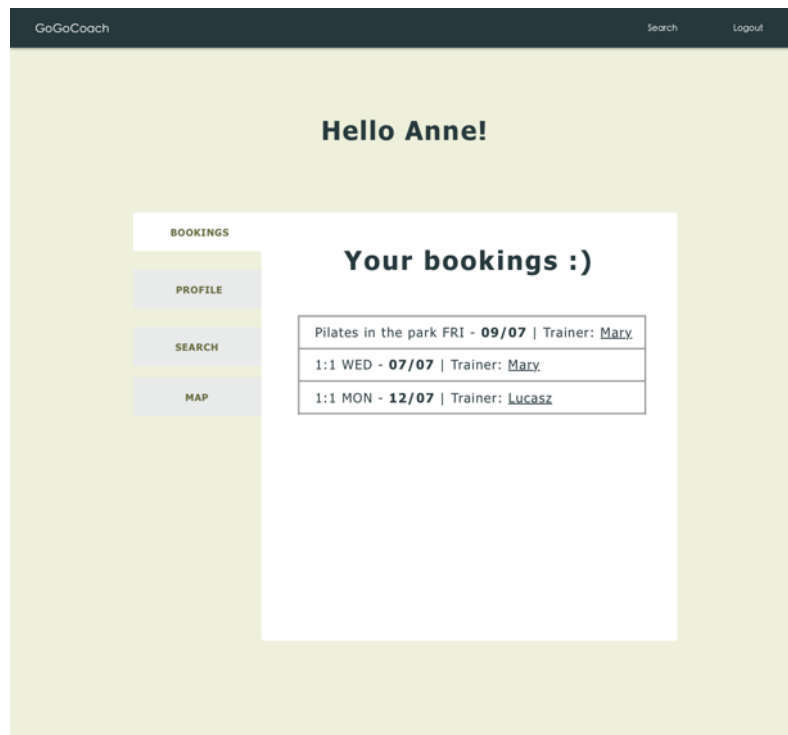 GoGoCoach Search Logout
Hello Anne!
BOOKINGS
PROFILE
SEARCH
MAP
Your bookings :)
Pilates in the park FRI - 09/07 | Trainer: Mary
1:1 WED - 07/07 | Trainer: Mary
1:1 MON - 12/07 | Trainer: Lucasz